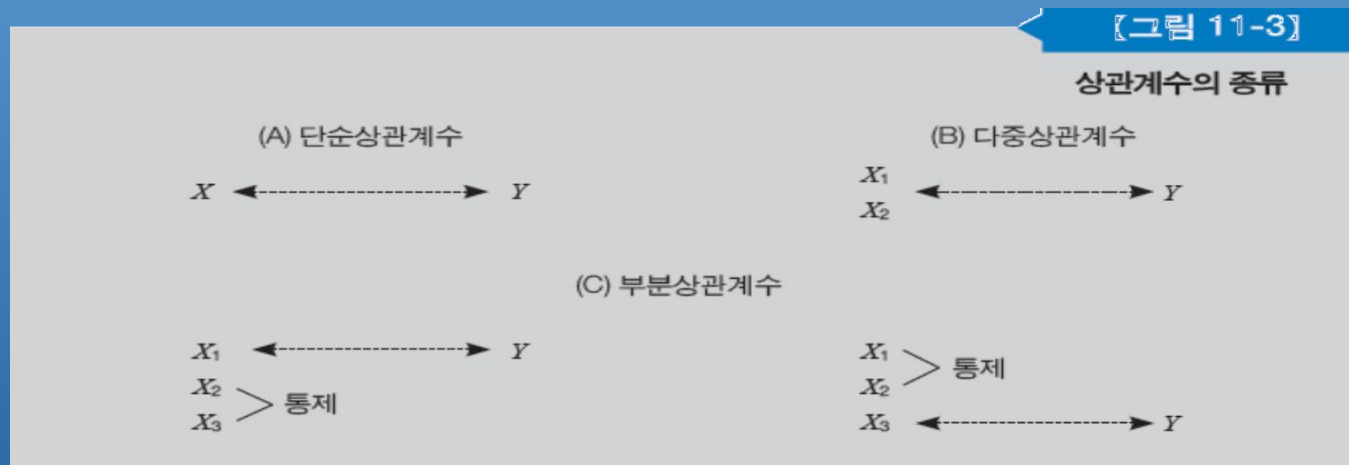 【그림 11-3】
상관계수의 종류
(A) 단순상관계수
X Y
(B) 다중상관계수
X₁
X₂
Y
(C) 부분상관계수
X₁ Y
X₂
X₃
통제
X₁
X₂
통제
X₃ Y